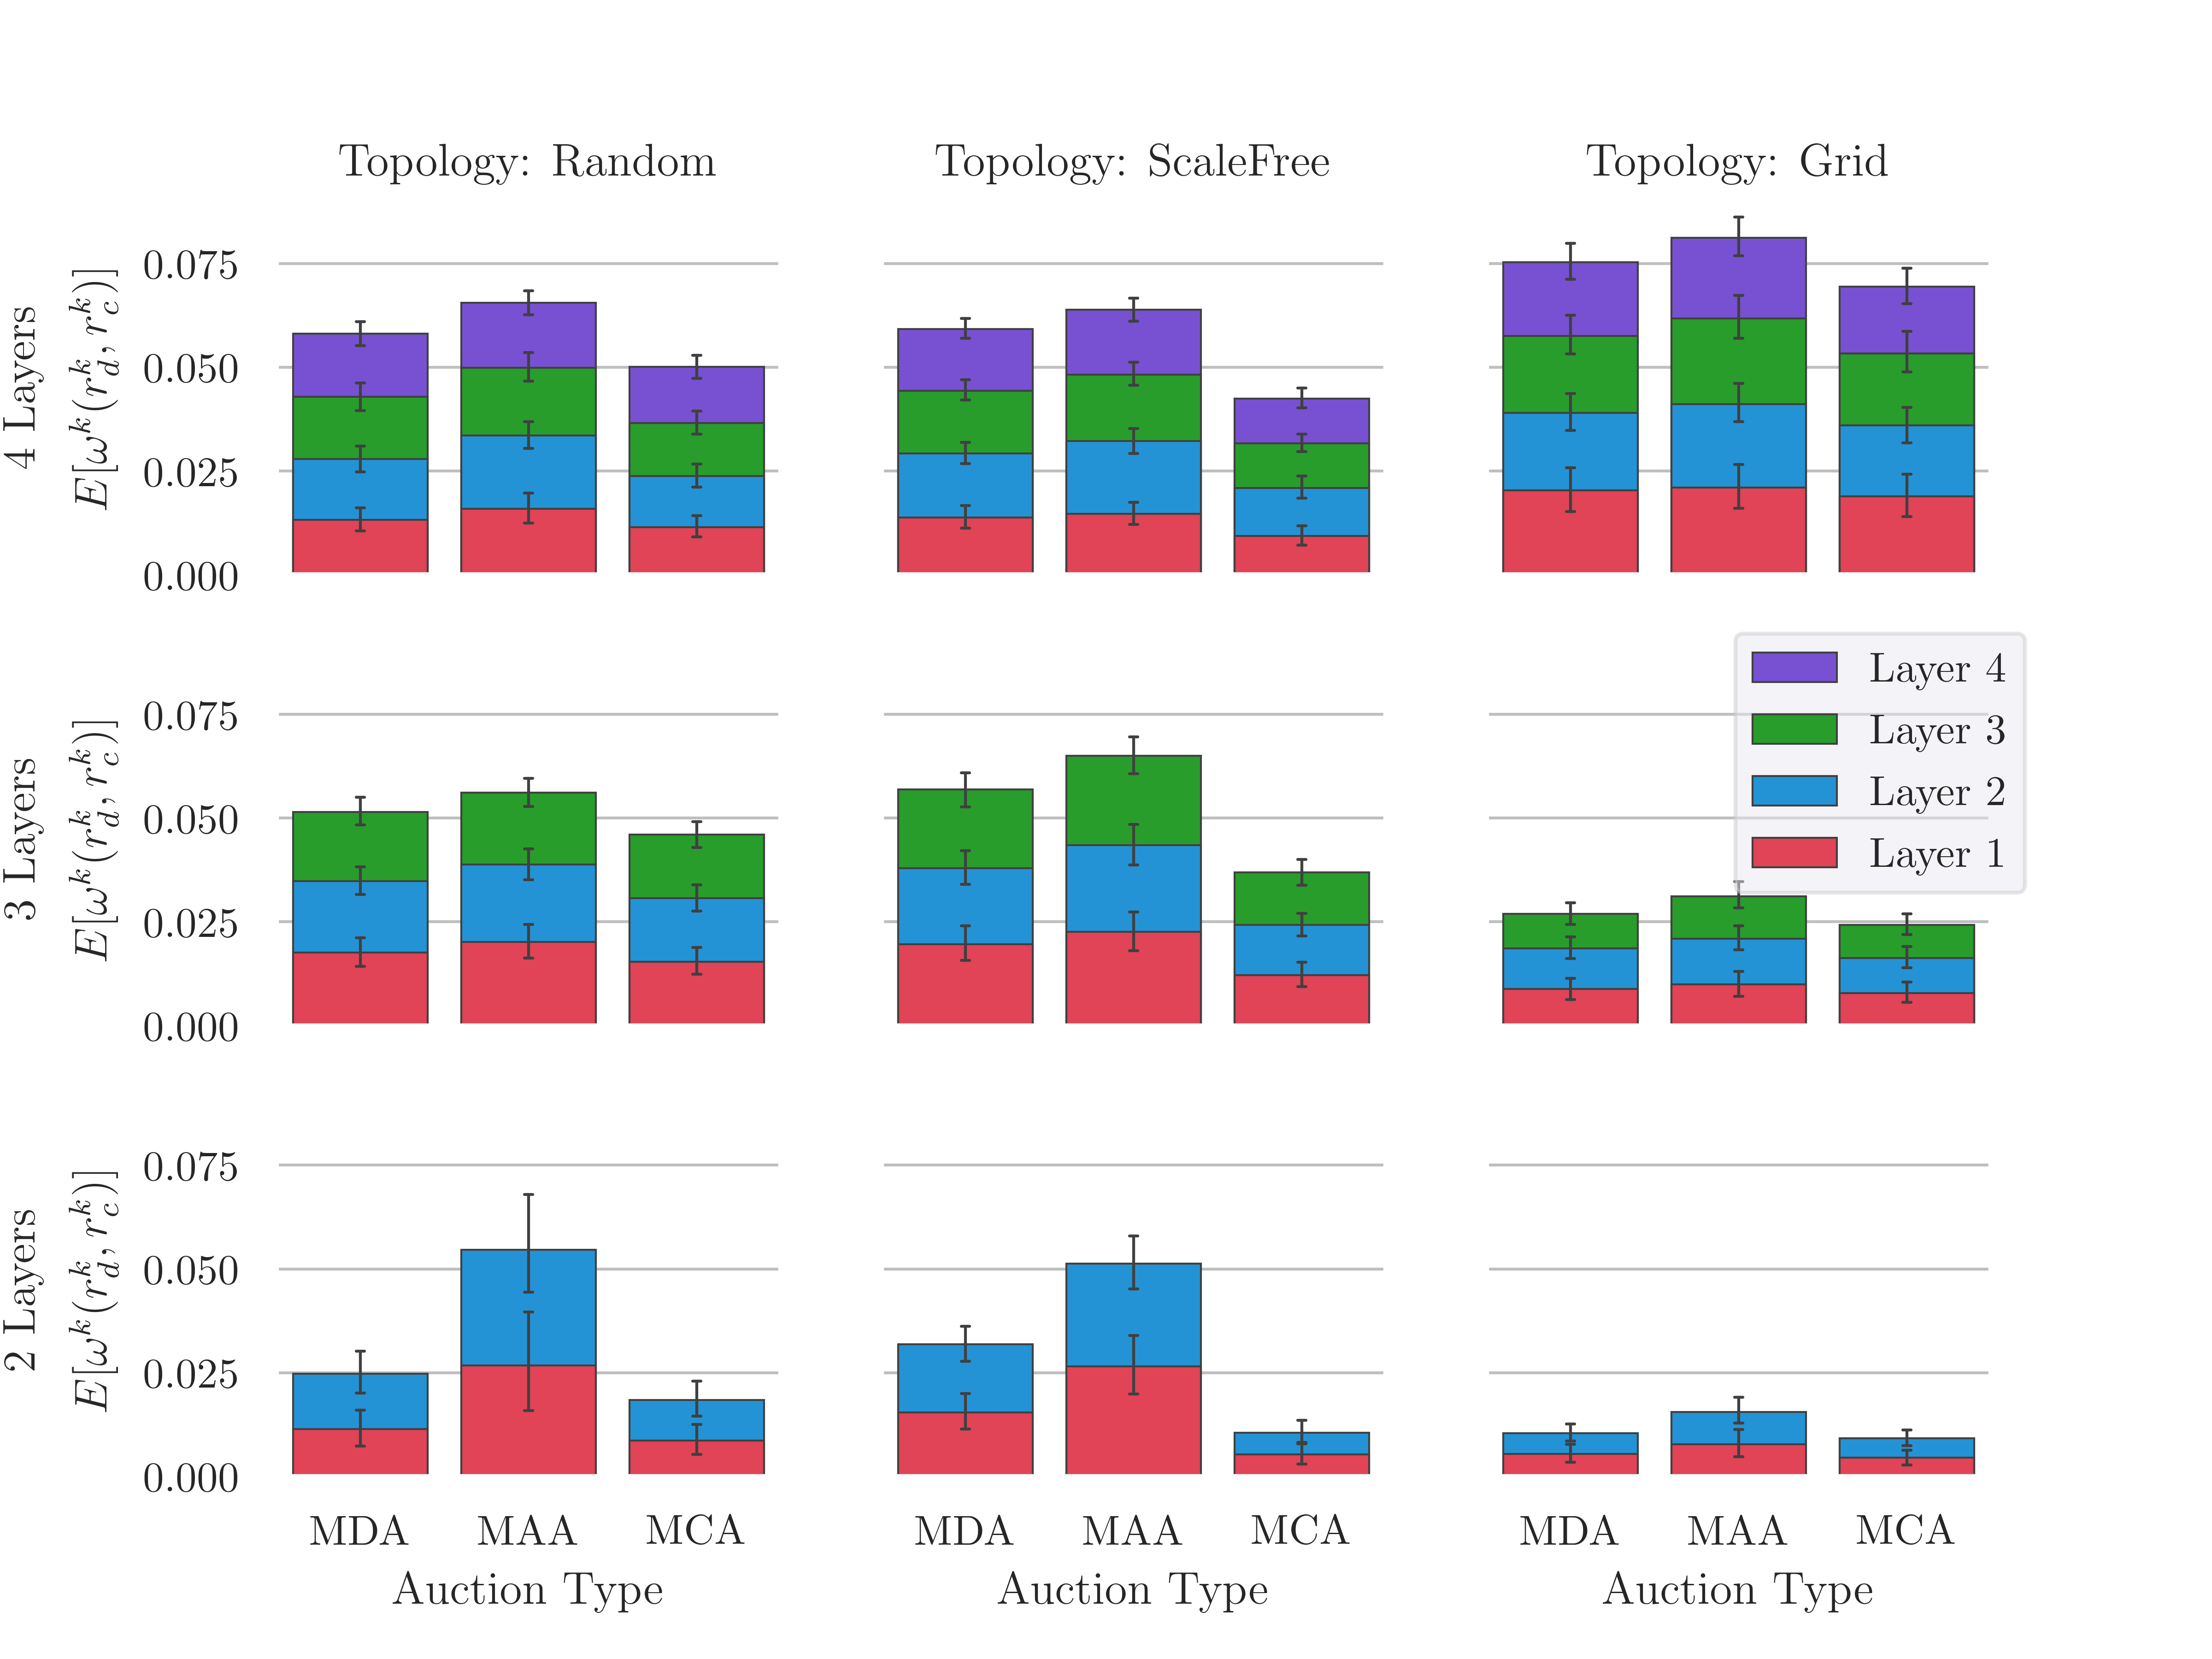 Topology: Random
Topology: ScaleFree
Topology: Grid
4 Layers
E[ω^k(r_d^k, r_c^k)]
0.075
0.050
0.025
0.000
3 Layers
E[ω^k(r_d^k, r_c^k)]
0.075
0.050
0.025
0.000
Layer 4
Layer 3
Layer 2
Layer 1
2 Layers
E[ω^k(r_d^k, r_c^k)]
0.075
0.050
0.025
0.000
MDA MAA MCA
Auction Type
MDA MAA MCA
Auction Type
MDA MAA MCA
Auction Type